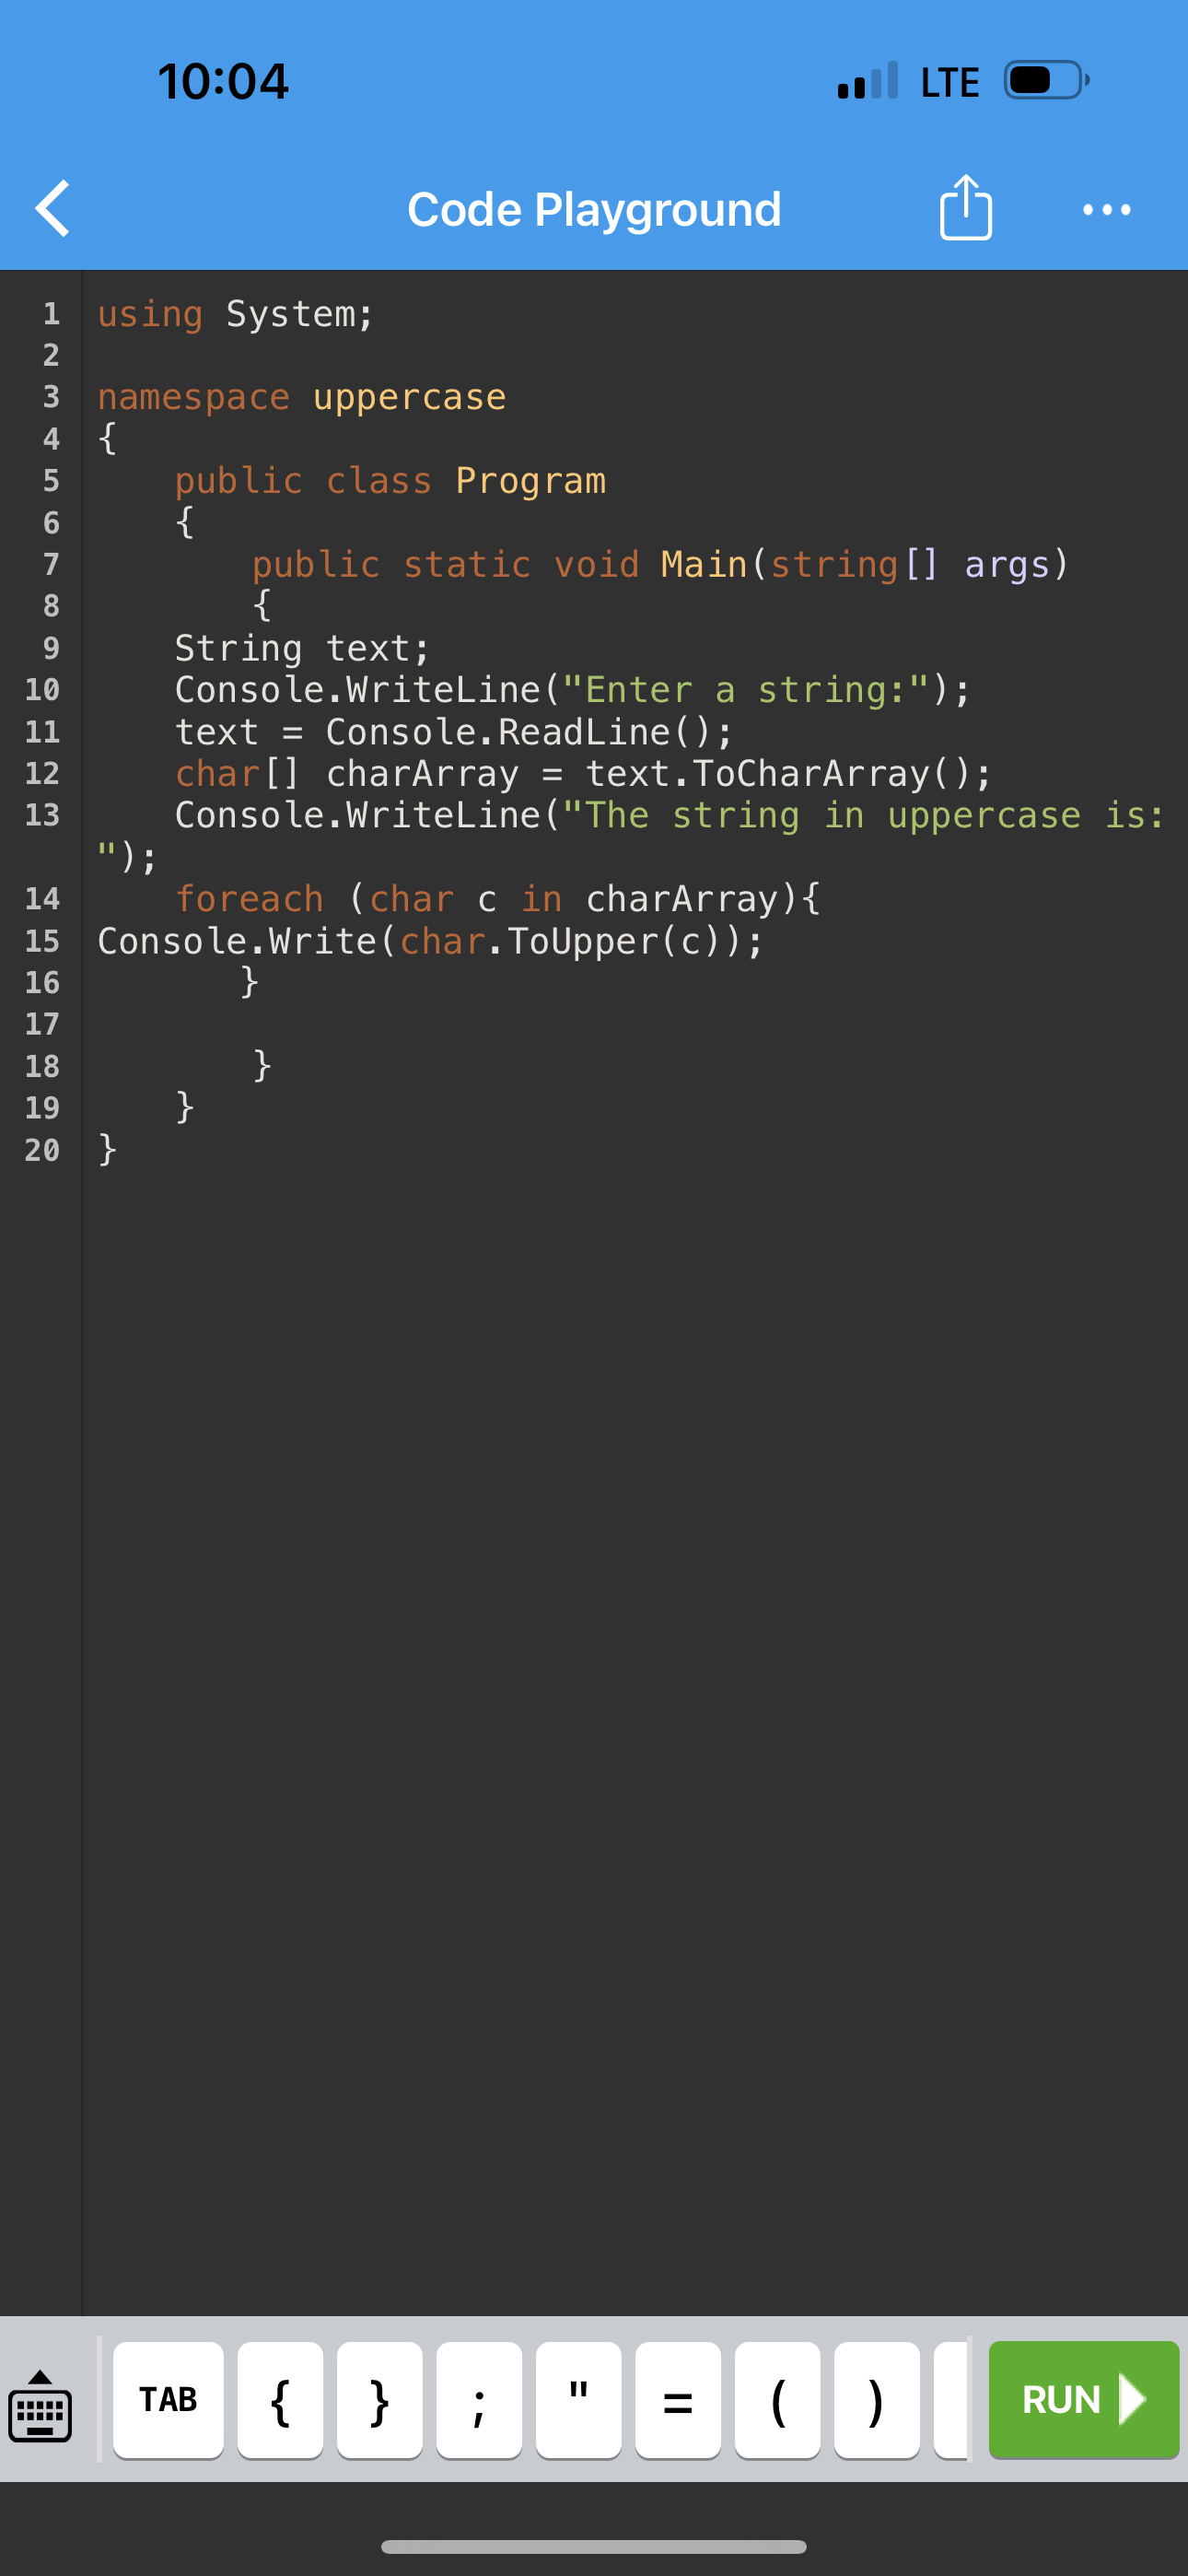 10:04 LTE
Code Playground
1 using System;
2
3 namespace uppercase
4 {
5     public class Program
6     {
7         public static void Main(string[] args)
8         {
9     String text;
10     Console.WriteLine("Enter a string:");
11     text = Console.ReadLine();
12     char[] charArray = text.ToCharArray();
13     Console.WriteLine("The string in uppercase is:
");
14     foreach (char c in charArray){
15 Console.Write(char.ToUpper(c));
16        }
17
18         }
19     }
20 }
TAB { } ; " = ( ) RUN